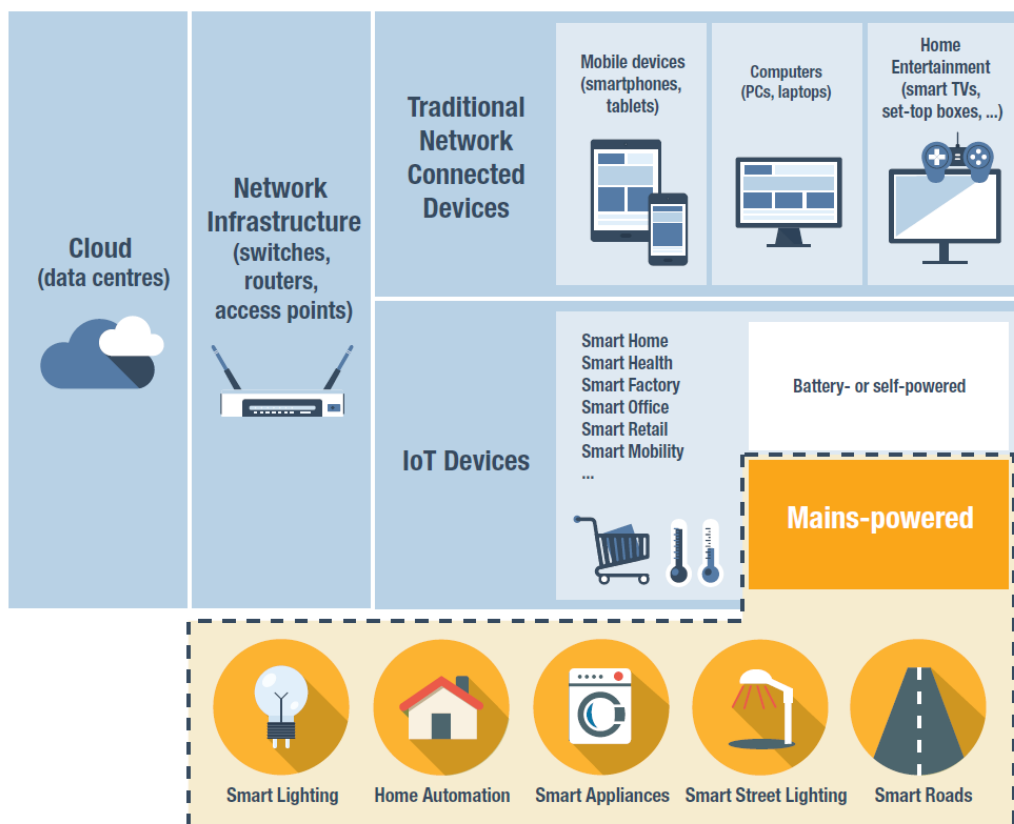 Cloud
(data centres)
Network
Infrastructure
(switches,
routers,
access points)
Traditional
Network
Connected
Devices
Mobile devices
(smartphones,
tablets)
Computers
(PCs, laptops)
Home
Entertainment
(smart TVs,
set-top boxes, ...)
IoT Devices
Smart Home
Smart Health
Smart Factory
Smart Office
Smart Retail
Smart Mobility
...
Battery- or self-powered
Mains-powered
Smart Lighting
Home Automation
Smart Appliances
Smart Street Lighting
Smart Roads